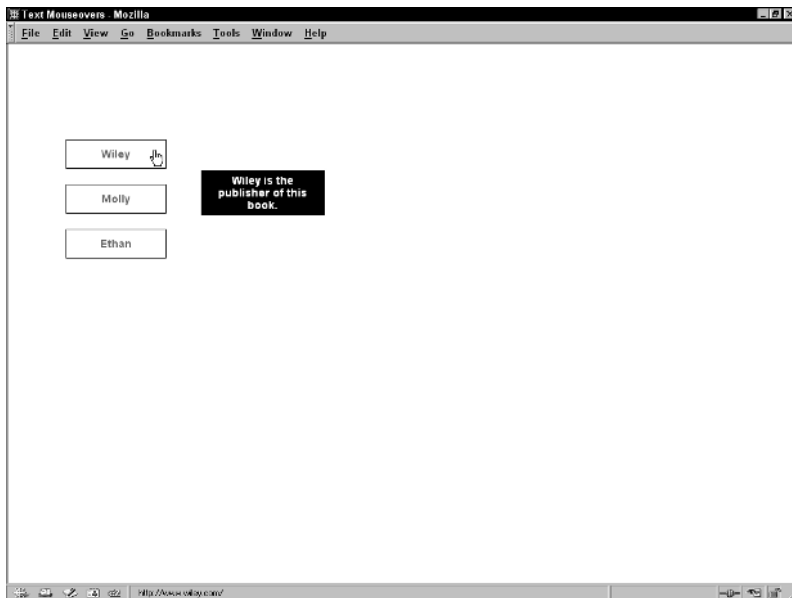 Text Mouseovers - Mozilla
File Edit View Go Bookmarks Tools Window Help
Wiley
Wiley is the
publisher of this
book.
Molly
Ethan
http://www.wiley.com/